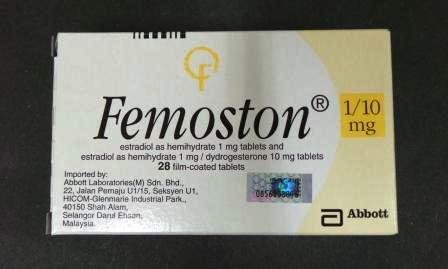 Femoston®
1/10
mg
estradiol as hemihydrate 1 mg tablets and
estradiol as hemihydrate 1 mg / dydrogesterone 10 mg tablets
28 film-coated tablets
Imported by:
Abbott Laboratories(M) Sdn. Bhd.,
22, Jalan Pemaju U1/15, Seksyen U1,
HICOM-Glenmarie Industrial Park.,
40150 Shah Alam,
Selangor Darul Ehsan,
Malaysia.
Abbott